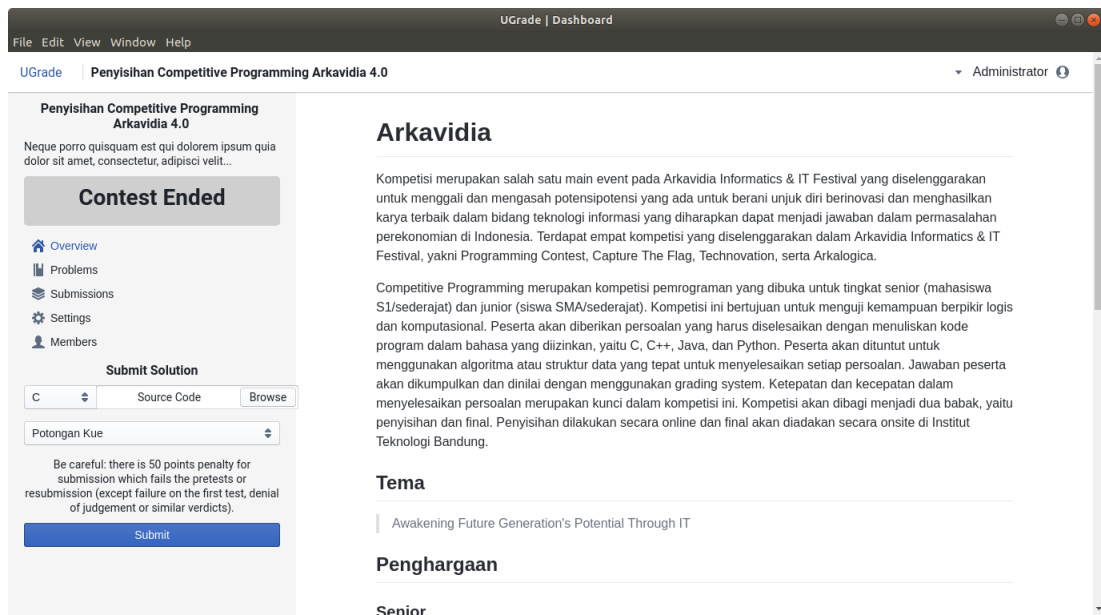 UGrade | Dashboard
File Edit View Window Help
UGrade Penyisihan Competitive Programming Arkavidia 4.0
Administrator
Penyisihan Competitive Programming
Arkavidia 4.0
Neque porro quisquam est qui dolorem ipsum quia
dolor sit amet, consectetur, adipisci velit...
Contest Ended
Overview
Problems
Submissions
Settings
Members
Submit Solution
C Source Code Browse
Potongan Kue
Be careful: there is 50 points penalty for
submission which fails the pretests or
resubmission (except failure on the first test, denial
of judgement or similar verdicts).
Submit
Arkavidia
Kompetisi merupakan salah satu main event pada Arkavidia Informatics & IT Festival yang diselenggarakan
untuk menggali dan mengasah potensipotensi yang ada untuk berani unjuk diri berinovasi dan menghasilkan
karya terbaik dalam bidang teknologi informasi yang diharapkan dapat menjadi jawaban dalam permasalahan
perekonomian di Indonesia. Terdapat empat kompetisi yang diselenggarakan dalam Arkavidia Informatics & IT
Festival, yakni Programming Contest, Capture The Flag, Technovation, serta Arkalogica.
Competitive Programming merupakan kompetisi pemrograman yang dibuka untuk tingkat senior (mahasiswa
S1/sederajat) dan junior (siswa SMA/sederajat). Kompetisi ini bertujuan untuk menguji kemampuan berpikir logis
dan komputasional. Peserta akan diberikan persoalan yang harus diselesaikan dengan menuliskan kode
program dalam bahasa yang diizinkan, yaitu C, C++, Java, dan Python. Peserta akan dituntut untuk
menggunakan algoritma atau struktur data yang tepat untuk menyelesaikan setiap persoalan. Jawaban peserta
akan dikumpulkan dan dinilai dengan menggunakan grading system. Ketepatan dan kecepatan dalam
menyelesaikan persoalan merupakan kunci dalam kompetisi ini. Kompetisi akan dibagi menjadi dua babak, yaitu
penyisihan dan final. Penyisihan dilakukan secara online dan final akan diadakan secara onsite di Institut
Teknologi Bandung.
Tema
Awakening Future Generation's Potential Through IT
Penghargaan
Senior